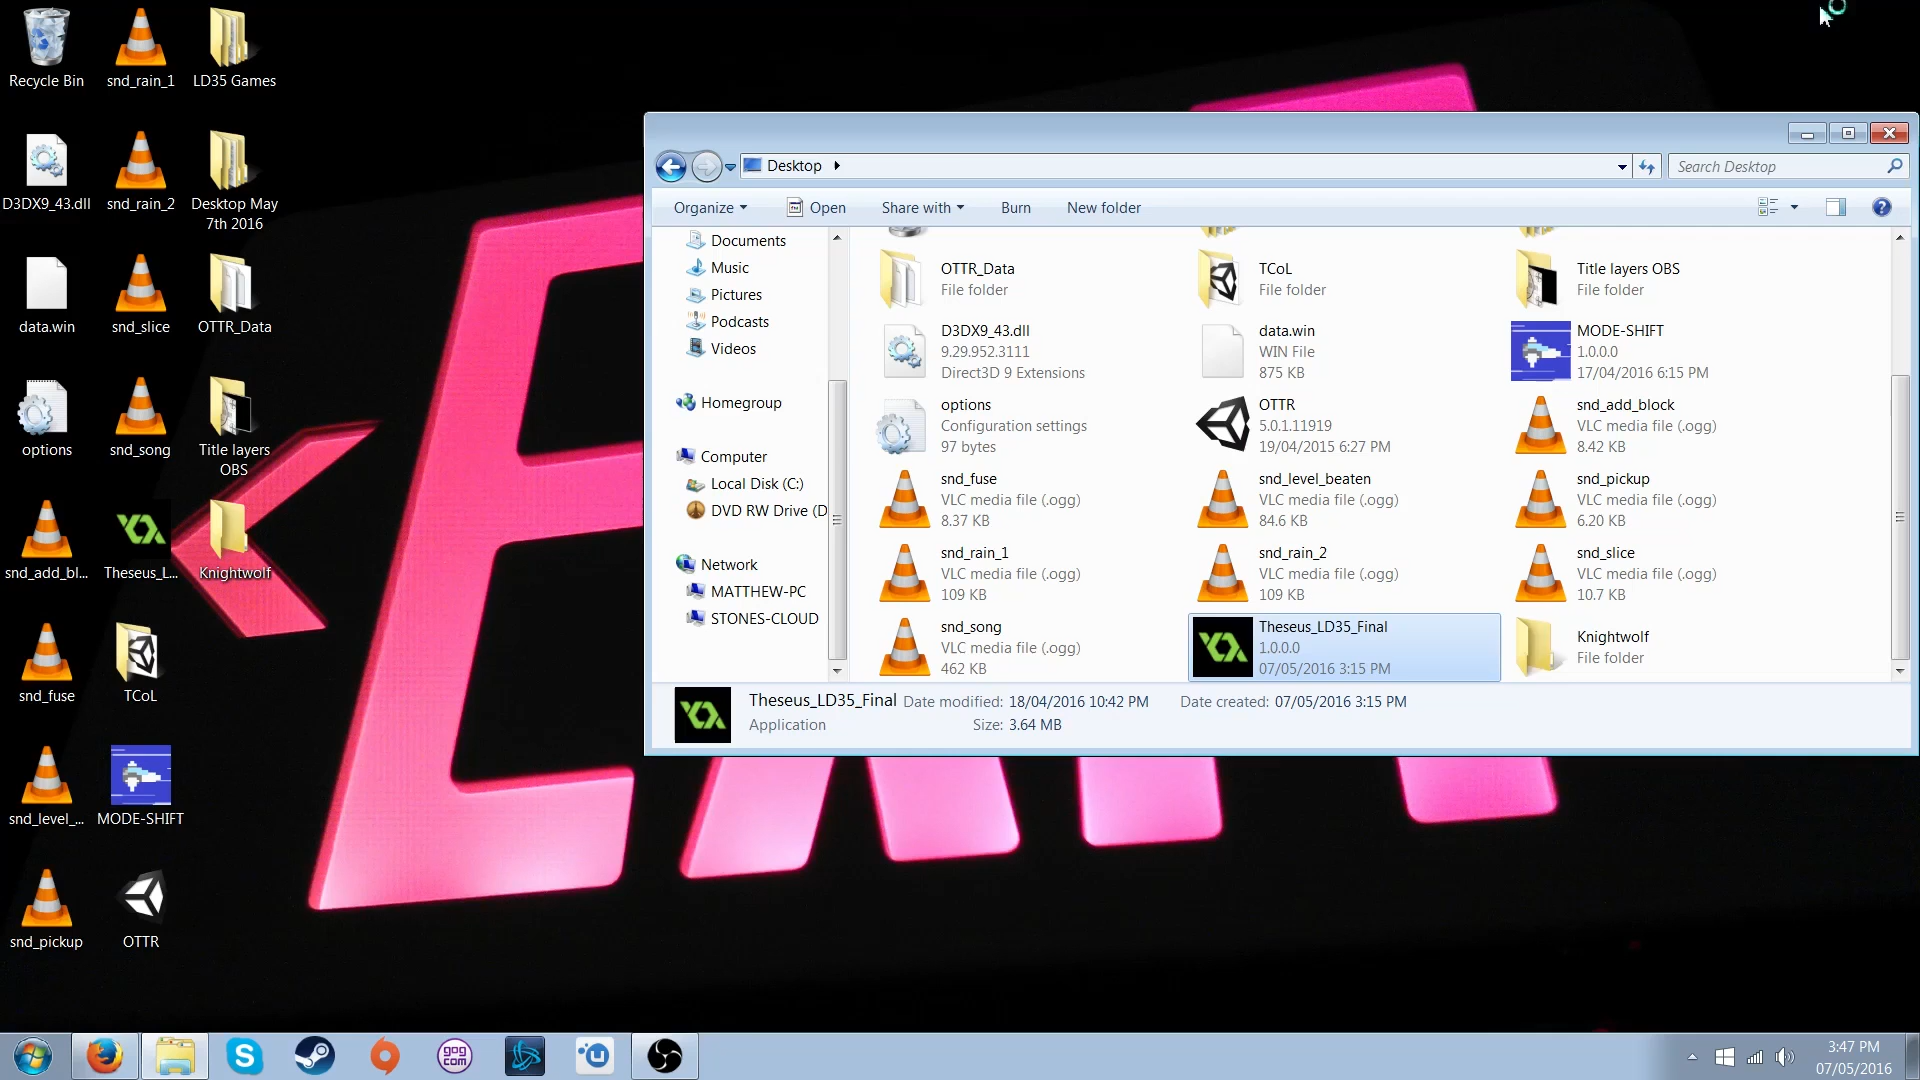 Recycle Bin
snd_rain_1
LD35 Games
D3DX9_43.dll
snd_rain_2
Desktop May
7th 2016
data.win
snd_slice
OTTR_Data
options
snd_song
Title layers
OBS
snd_add_bl...
Theseus_L...
Knightwolf
snd_fuse
TCoL
snd_level_...
MODE-SHIFT
snd_pickup
OTTR
Desktop
Search Desktop
Organize
Open
Share with
Burn
New folder
Documents
Music
Pictures
Podcasts
Videos
Homegroup
Computer
Local Disk (C:)
DVD RW Drive (D
Network
MATTHEW-PC
STONES-CLOUD
OTTR_Data
File folder
TCoL
File folder
Title layers OBS
File folder
D3DX9_43.dll
9.29.952.3111
Direct3D 9 Extensions
data.win
WIN File
875 KB
MODE-SHIFT
1.0.0.0
17/04/2016 6:15 PM
options
Configuration settings
97 bytes
OTTR
5.0.1.11919
19/04/2015 6:27 PM
snd_add_block
VLC media file (.ogg)
8.42 KB
snd_fuse
VLC media file (.ogg)
8.37 KB
snd_level_beaten
VLC media file (.ogg)
84.6 KB
snd_pickup
VLC media file (.ogg)
6.20 KB
snd_rain_1
VLC media file (.ogg)
109 KB
snd_rain_2
VLC media file (.ogg)
109 KB
snd_slice
VLC media file (.ogg)
10.7 KB
snd_song
VLC media file (.ogg)
462 KB
Theseus_LD35_Final
1.0.0.0
07/05/2016 3:15 PM
Knightwolf
File folder
Theseus_LD35_Final Date modified: 18/04/2016 10:42 PM Date created: 07/05/2016 3:15 PM
Application Size: 3.64 MB
gog
com
3:47 PM
07/05/2016